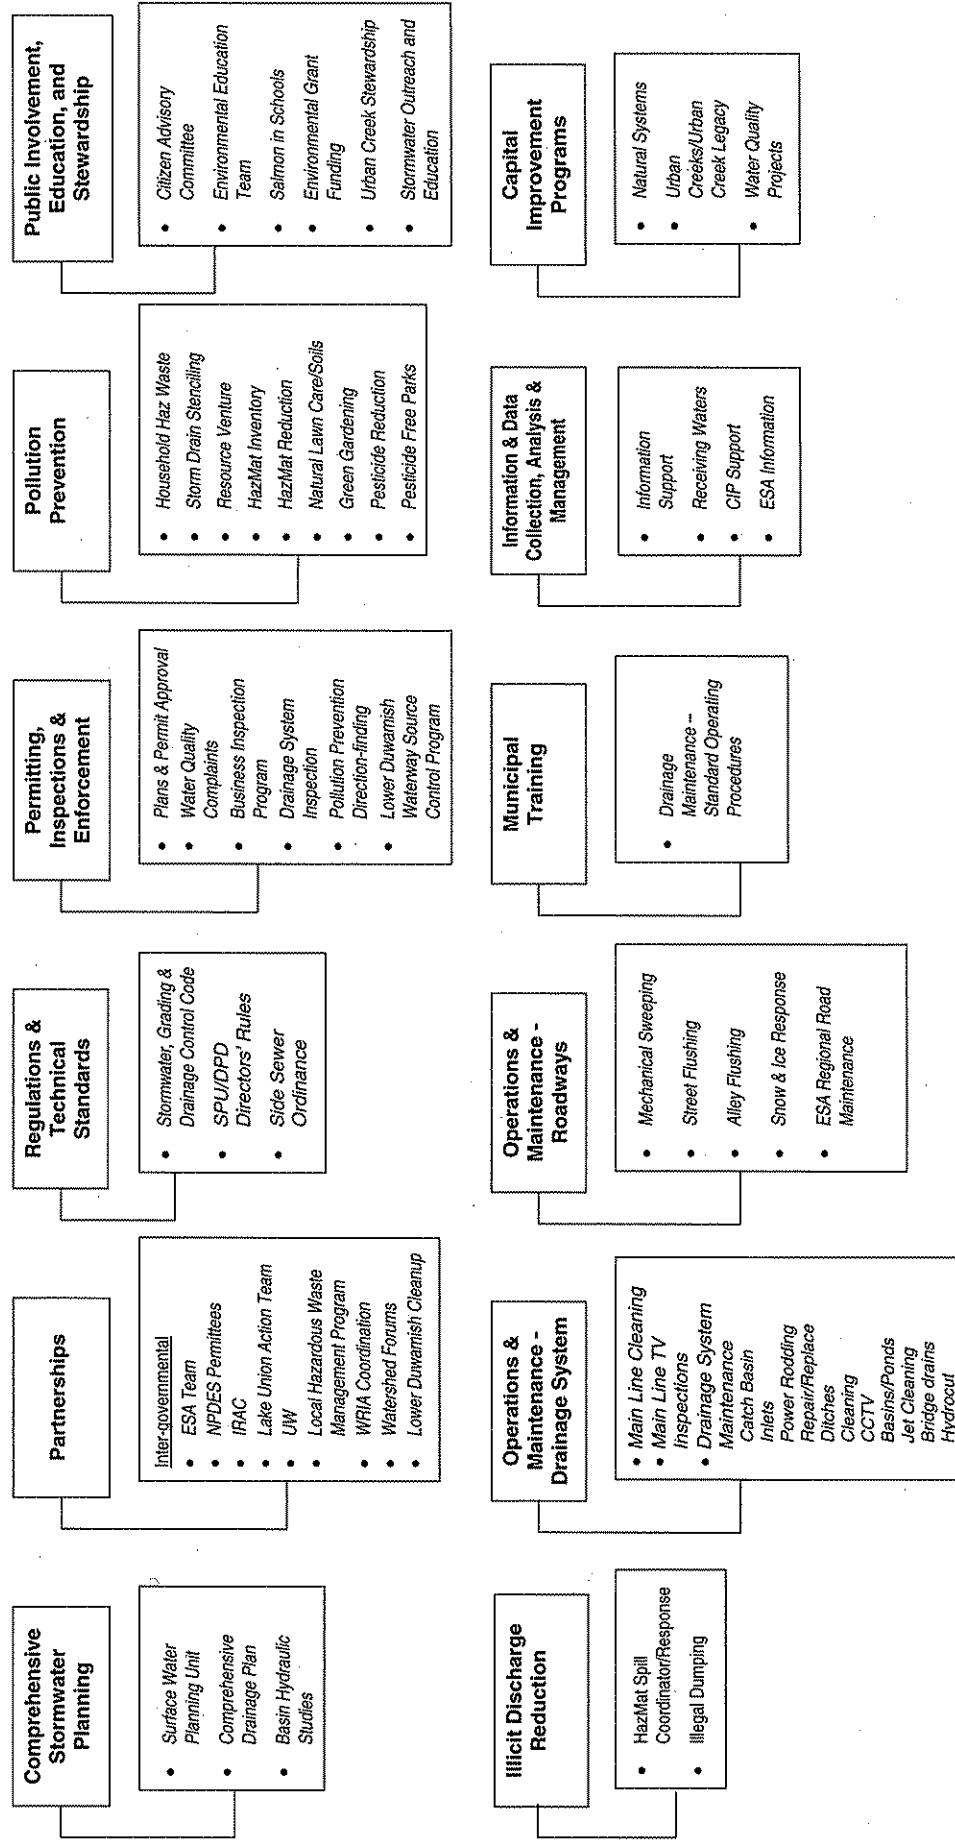 Comprehensive
Stormwater
Planning
• Surface Water
Planning Unit
• Comprehensive
Drainage Plan
• Basin Hydraulic
Studies
Partnerships
Inter-governmental
• ESA Team
• NPDES Permittees
• IRAC
• Lake Union Action Team
• UW
• Local Hazardous Waste
Management Program
• WRIA Coordination
• Watershed Forums
• Lower Duwamish Cleanup
Regulations &
Technical
Standards
• Stormwater, Grading &
Drainage Control Code
• SPU/DPD
Directors' Rules
• Side Sewer
Ordinance
Permitting,
Inspections &
Enforcement
• Plans & Permit Approval
• Water Quality
Complaints
• Business Inspection
Program
• Drainage System
Inspection
• Pollution Prevention
Direction-finding
• Lower Duwamish
Waterway Source
Control Program
Pollution
Prevention
• Household Haz Waste
• Storm Drain Stenciling
• Resource Venture
• HazMat Inventory
• HazMat Reduction
• Natural Lawn Care/Soils
• Green Gardening
• Pesticide Reduction
• Pesticide Free Parks
Public Involvement,
Education, and
Stewardship
• Citizen Advisory
Committee
• Environmental Education
Team
• Salmon in Schools
• Environmental Grant
Funding
• Urban Creek Stewardship
• Stormwater Outreach and
Education
Illicit Discharge
Reduction
• HazMat Spill
Coordinator/Response
• Illegal Dumping
Operations &
Maintenance -
Drainage System
• Main Line Cleaning
• Main Line TV
Inspections
• Drainage System
Maintenance
Catch Basin
Inlets
Power Rodding
Repair/Replace
Ditches
Cleaning
CCTV
Basins/Ponds
Jet Cleaning
Bridge drains
Hydrocut
Operations &
Maintenance -
Roadways
• Mechanical Sweeping
• Street Flushing
• Alley Flushing
• Snow & Ice Response
• ESA Regional Road
Maintenance
Municipal
Training
• Drainage
Maintenance –
Standard Operating
Procedures
Information & Data
Collection, Analysis &
Management
• Information
Support
• Receiving Waters
• CIP Support
• ESA Information
Capital
Improvement
Programs
• Natural Systems
• Urban
Creeks/Urban
Creek Legacy
• Water Quality
Projects